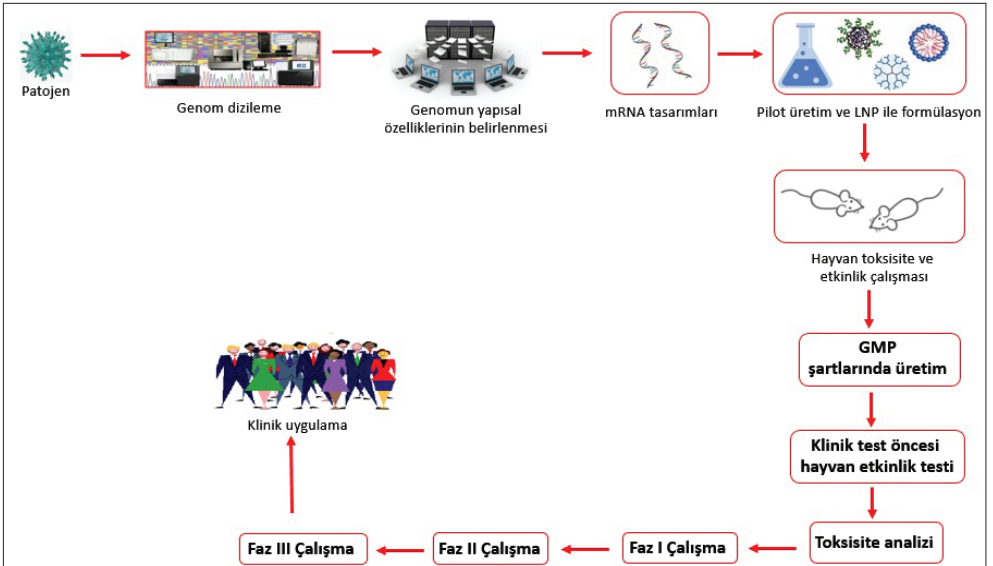 Patojen
Genom dizileme
Genomun yapısal
özelliklerinin belirlenmesi
mRNA tasarımları
Pilot üretim ve LNP ile formülasyon
Hayvan toksisite ve
etkinlik çalışması
GMP
şartlarında üretim
Klinik test öncesi
hayvan etkinlik testi
Toksisite analizi
Faz I Çalışma
Faz II Çalışma
Faz III Çalışma
Klinik uygulama